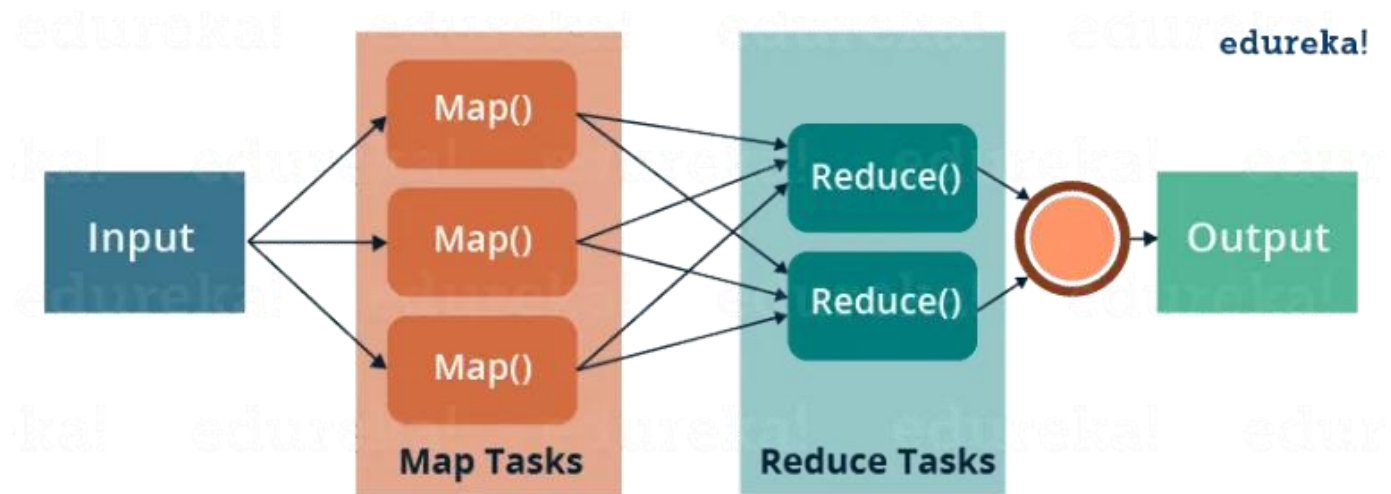 edureka!
Map()
Map()
Map()
Input
Reduce()
Reduce()
Output
Map Tasks
Reduce Tasks